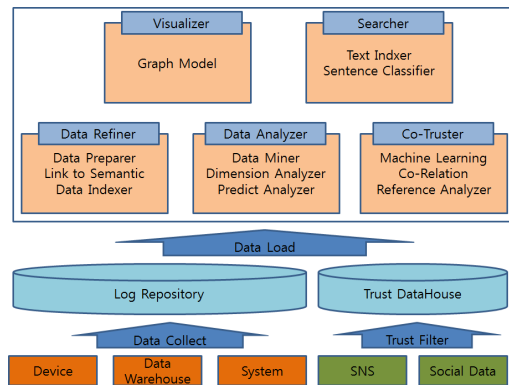 Visualizer
Graph Model
Searcher
Text Indxer
Sentence Classifier
Data Refiner
Data Preparer
Link to Semantic
Data Indexer
Data Analyzer
Data Miner
Dimension Analyzer
Predict Analyzer
Co-Truster
Machine Learning
Co-Relation
Reference Analyzer
Data Load
Log Repository
Trust DataHouse
Data Collect
Trust Filter
Device
Data
Warehouse
System
SNS
Social Data